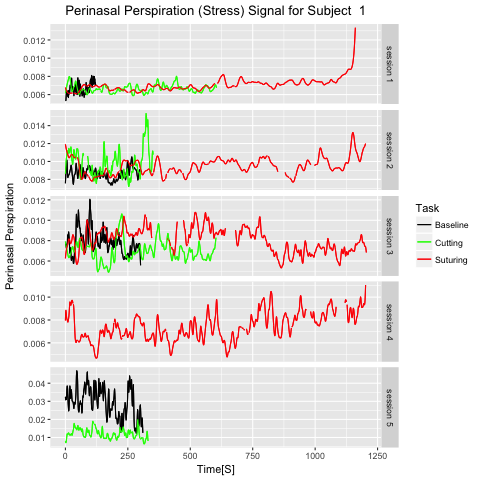 Perinasal Perspiration (Stress) Signal for Subject  1
Perinasal Perspiration
0.012
0.010
0.008
0.006
session 1
0.014
0.012
0.010
0.008
session 2
0.012
0.010
0.008
0.006
session 3
0.010
0.008
0.006
session 4
0.04
0.03
0.02
0.01
session 5
0
250
500
750
1000
1250
Time[S]
Task
Baseline
Cutting
Suturing